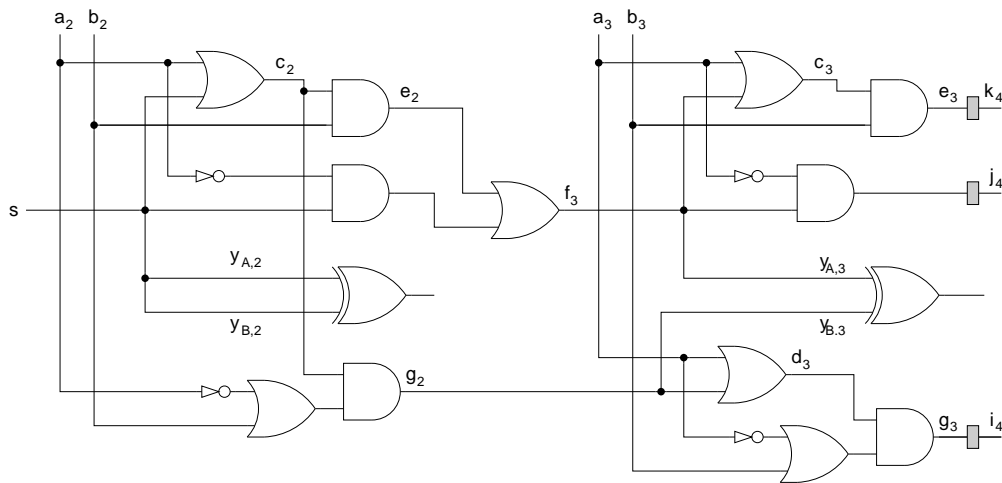 a2 b2 a3 b3
c2 e2 c3 e3 k4
s f3 j4
yA,2 yA,3
yB,2 yB.3
g2 d3
g3 i4